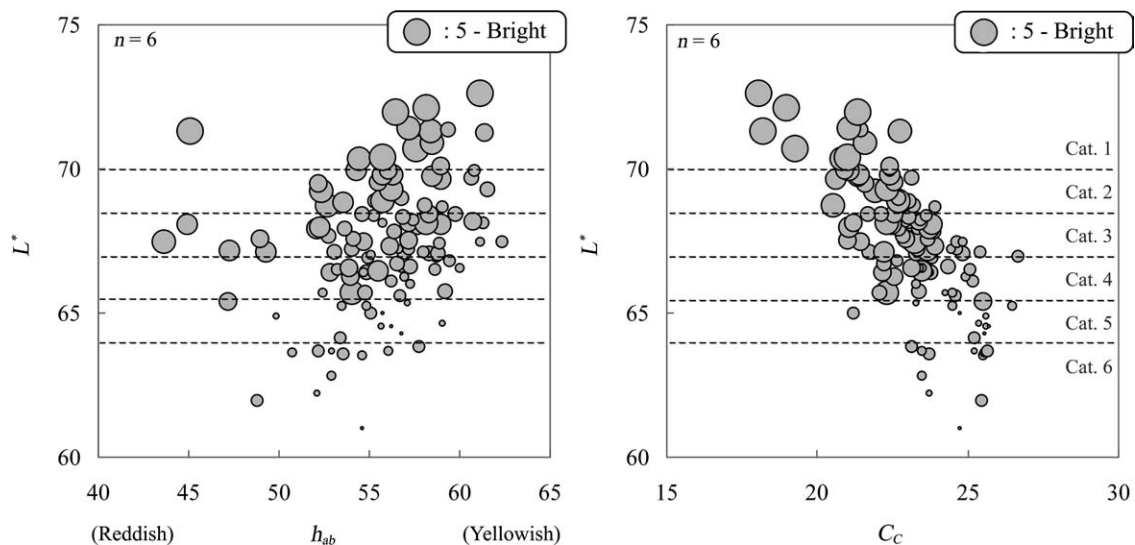 75
70
65
60
L*
n = 6
: 5 - Bright
40 45 50 55 60 65
(Reddish) h_ab (Yellowish)
75
70
65
60
L*
n = 6
: 5 - Bright
Cat. 1
Cat. 2
Cat. 3
Cat. 4
Cat. 5
Cat. 6
15 20 25 30
C_C